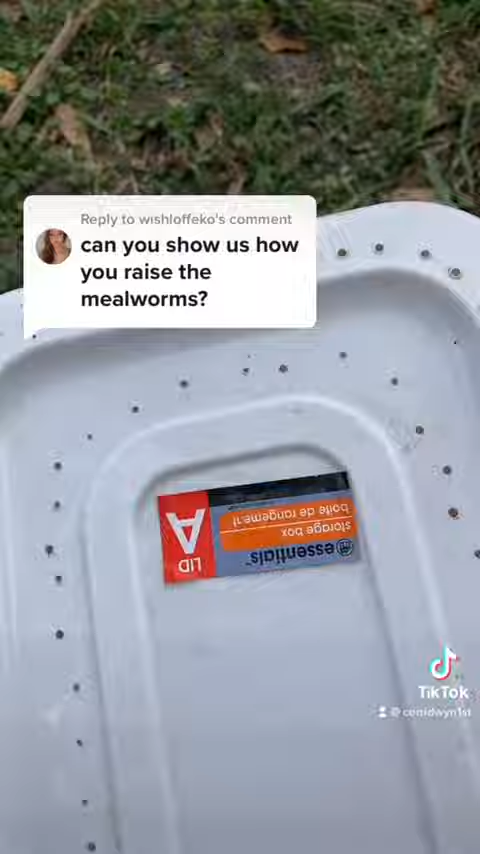 Reply to wishloffeko's comment
can you show us how
you raise the
mealworms?
essentials™
storage box
boîte de rangement
LID
A
TikTok